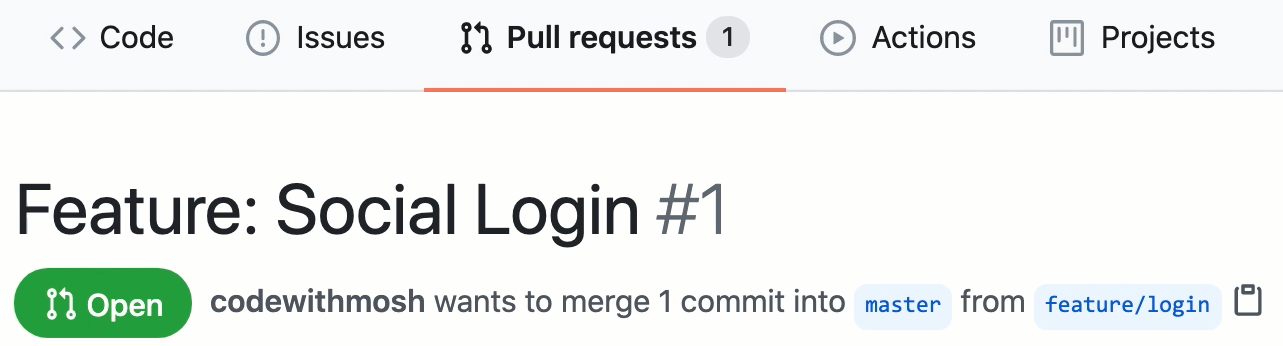 Code Issues Pull requests 1 Actions Projects
Feature: Social Login #1
Open codewithmosh wants to merge 1 commit into master from feature/login